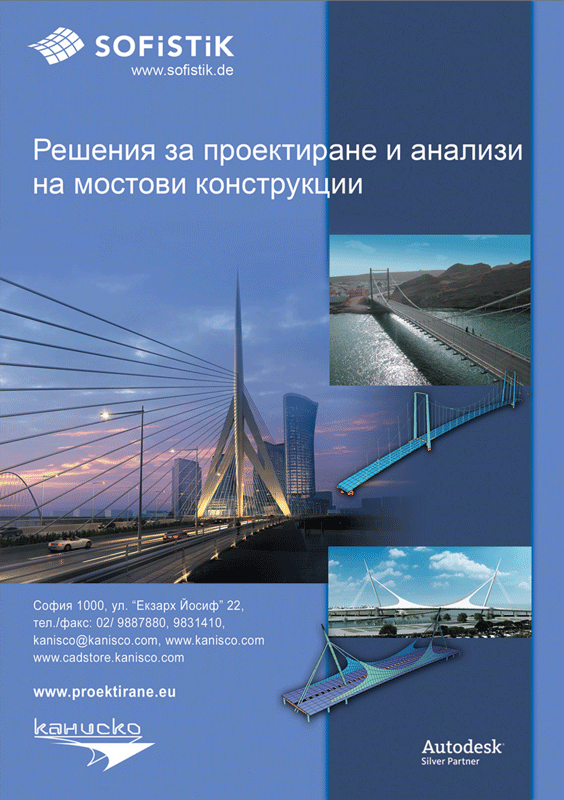 SOFiSTiK
www.sofistik.de
Решения за проектиране и анализи
на мостови конструкции
София 1000, ул. “Екзарх Йосиф” 22,
тел./факс: 02/ 9887880, 9831410,
kanisco@kanisco.com, www.kanisco.com
www.cadstore.kanisco.com
www.proektirane.eu
каниско
Autodesk®
Silver Partner